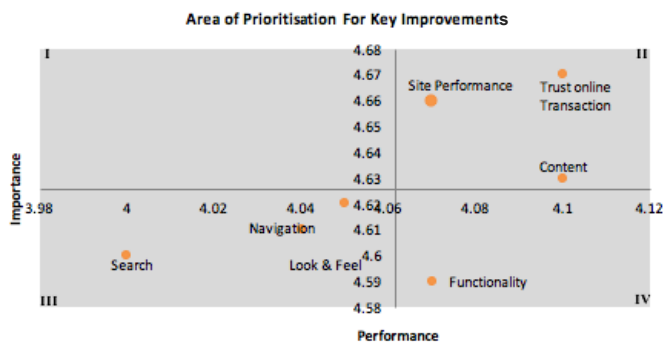 Area of Prioritisation For Key Improvements
I
4.68
II
4.67
Site Performance
Trust online
Transaction
4.66
4.65
4.64
Content
4.63
3.98 4 4.02 4.04 4.06 4.08 4.1 4.12
4.62
Navigation
4.61
4.6
Search
Look & Feel
4.59
Functionality
III
4.58
IV
Importance
Performance